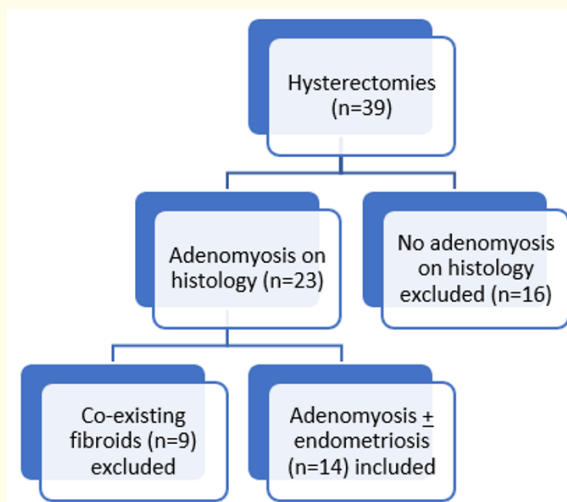 Hysterectomies
(n=39)
Adenomyosis on
histology (n=23)
No adenomyosis
on histology
excluded (n=16)
Co-existing
fibroids (n=9)
excluded
Adenomyosis ±
endometriosis
(n=14) included